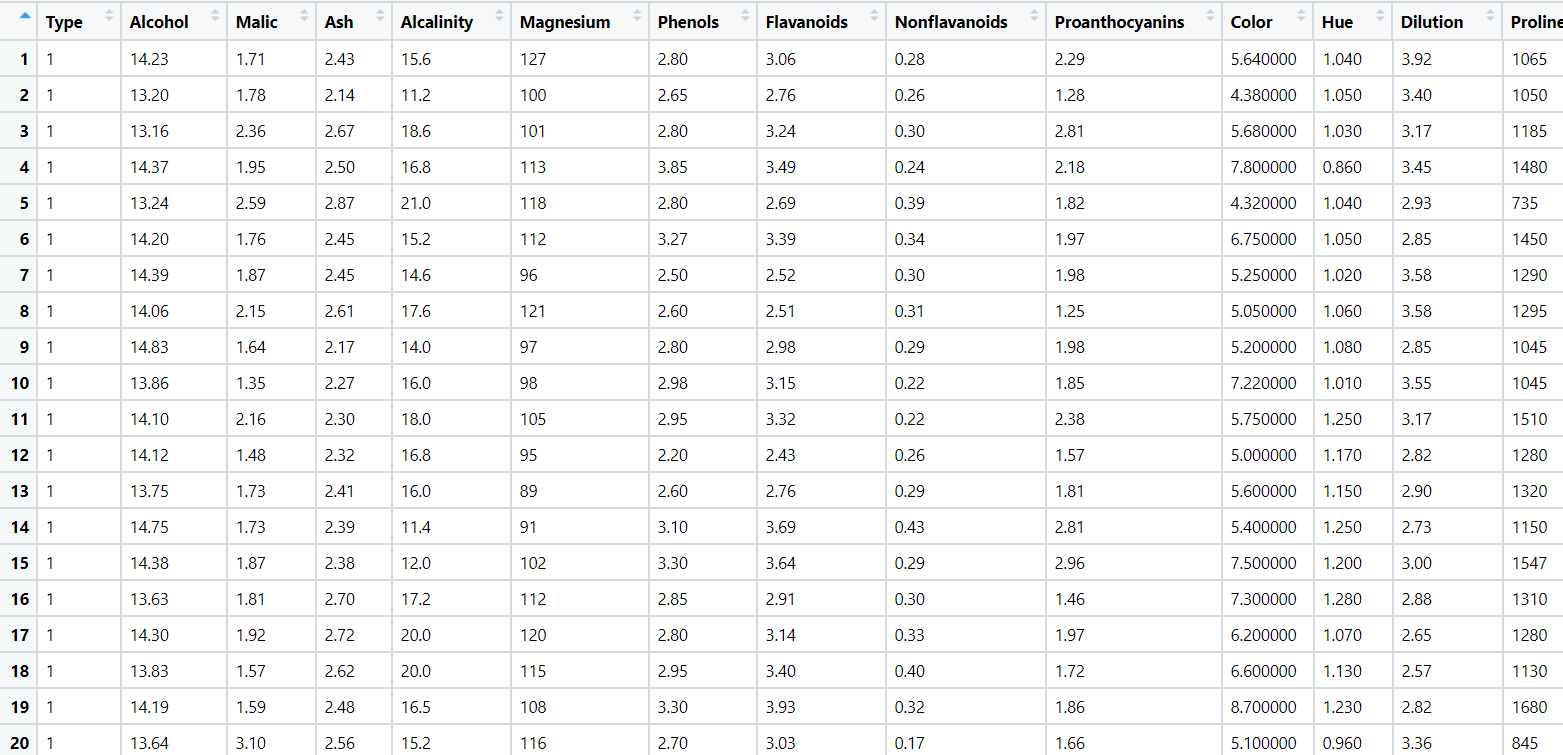 Type Alcohol Malic Ash Alcalinity Magnesium Phenols Flavanoids Nonflavanoids Proanthocyanins Color Hue Dilution Proline
1 1 14.23 1.71 2.43 15.6 127 2.80 3.06 0.28 2.29 5.640000 1.040 3.92 1065
2 1 13.20 1.78 2.14 11.2 100 2.65 2.76 0.26 1.28 4.380000 1.050 3.40 1050
3 1 13.16 2.36 2.67 18.6 101 2.80 3.24 0.30 2.81 5.680000 1.030 3.17 1185
4 1 14.37 1.95 2.50 16.8 113 3.85 3.49 0.24 2.18 7.800000 0.860 3.45 1480
5 1 13.24 2.59 2.87 21.0 118 2.80 2.69 0.39 1.82 4.320000 1.040 2.93 735
6 1 14.20 1.76 2.45 15.2 112 3.27 3.39 0.34 1.97 6.750000 1.050 2.85 1450
7 1 14.39 1.87 2.45 14.6 96 2.50 2.52 0.30 1.98 5.250000 1.020 3.58 1290
8 1 14.06 2.15 2.61 17.6 121 2.60 2.51 0.31 1.25 5.050000 1.060 3.58 1295
9 1 14.83 1.64 2.17 14.0 97 2.80 2.98 0.29 1.98 5.200000 1.080 2.85 1045
10 1 13.86 1.35 2.27 16.0 98 2.98 3.15 0.22 1.85 7.220000 1.010 3.55 1045
11 1 14.10 2.16 2.30 18.0 105 2.95 3.32 0.22 2.38 5.750000 1.250 3.17 1510
12 1 14.12 1.48 2.32 16.8 95 2.20 2.43 0.26 1.57 5.000000 1.170 2.82 1280
13 1 13.75 1.73 2.41 16.0 89 2.60 2.76 0.29 1.81 5.600000 1.150 2.90 1320
14 1 14.75 1.73 2.39 11.4 91 3.10 3.69 0.43 2.81 5.400000 1.250 2.73 1150
15 1 14.38 1.87 2.38 12.0 102 3.30 3.64 0.29 2.96 7.500000 1.200 3.00 1547
16 1 13.63 1.81 2.70 17.2 112 2.85 2.91 0.30 1.46 7.300000 1.280 2.88 1310
17 1 14.30 1.92 2.72 20.0 120 2.80 3.14 0.33 1.97 6.200000 1.070 2.65 1280
18 1 13.83 1.57 2.62 20.0 115 2.95 3.40 0.40 1.72 6.600000 1.130 2.57 1130
19 1 14.19 1.59 2.48 16.5 108 3.30 3.93 0.32 1.86 8.700000 1.230 2.82 1680
20 1 13.64 3.10 2.56 15.2 116 2.70 3.03 0.17 1.66 5.100000 0.960 3.36 845